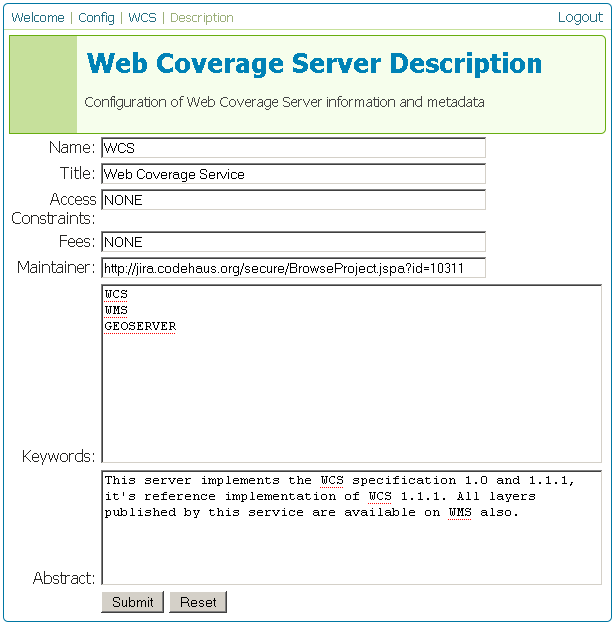 Welcome | Config | WCS | Description
Logout
Web Coverage Server Description
Configuration of Web Coverage Server information and metadata
Name: WCS
Title: Web Coverage Service
Access Constraints: NONE
Fees: NONE
Maintainer: http://jira.codehaus.org/secure/BrowseProject.jspa?id=10311
Keywords:
WCS
WMS
GEOSERVER
Abstract:
This server implements the WCS specification 1.0 and 1.1.1,
it's reference implementation of WCS 1.1.1. All layers
published by this service are available on WMS also.
Submit Reset